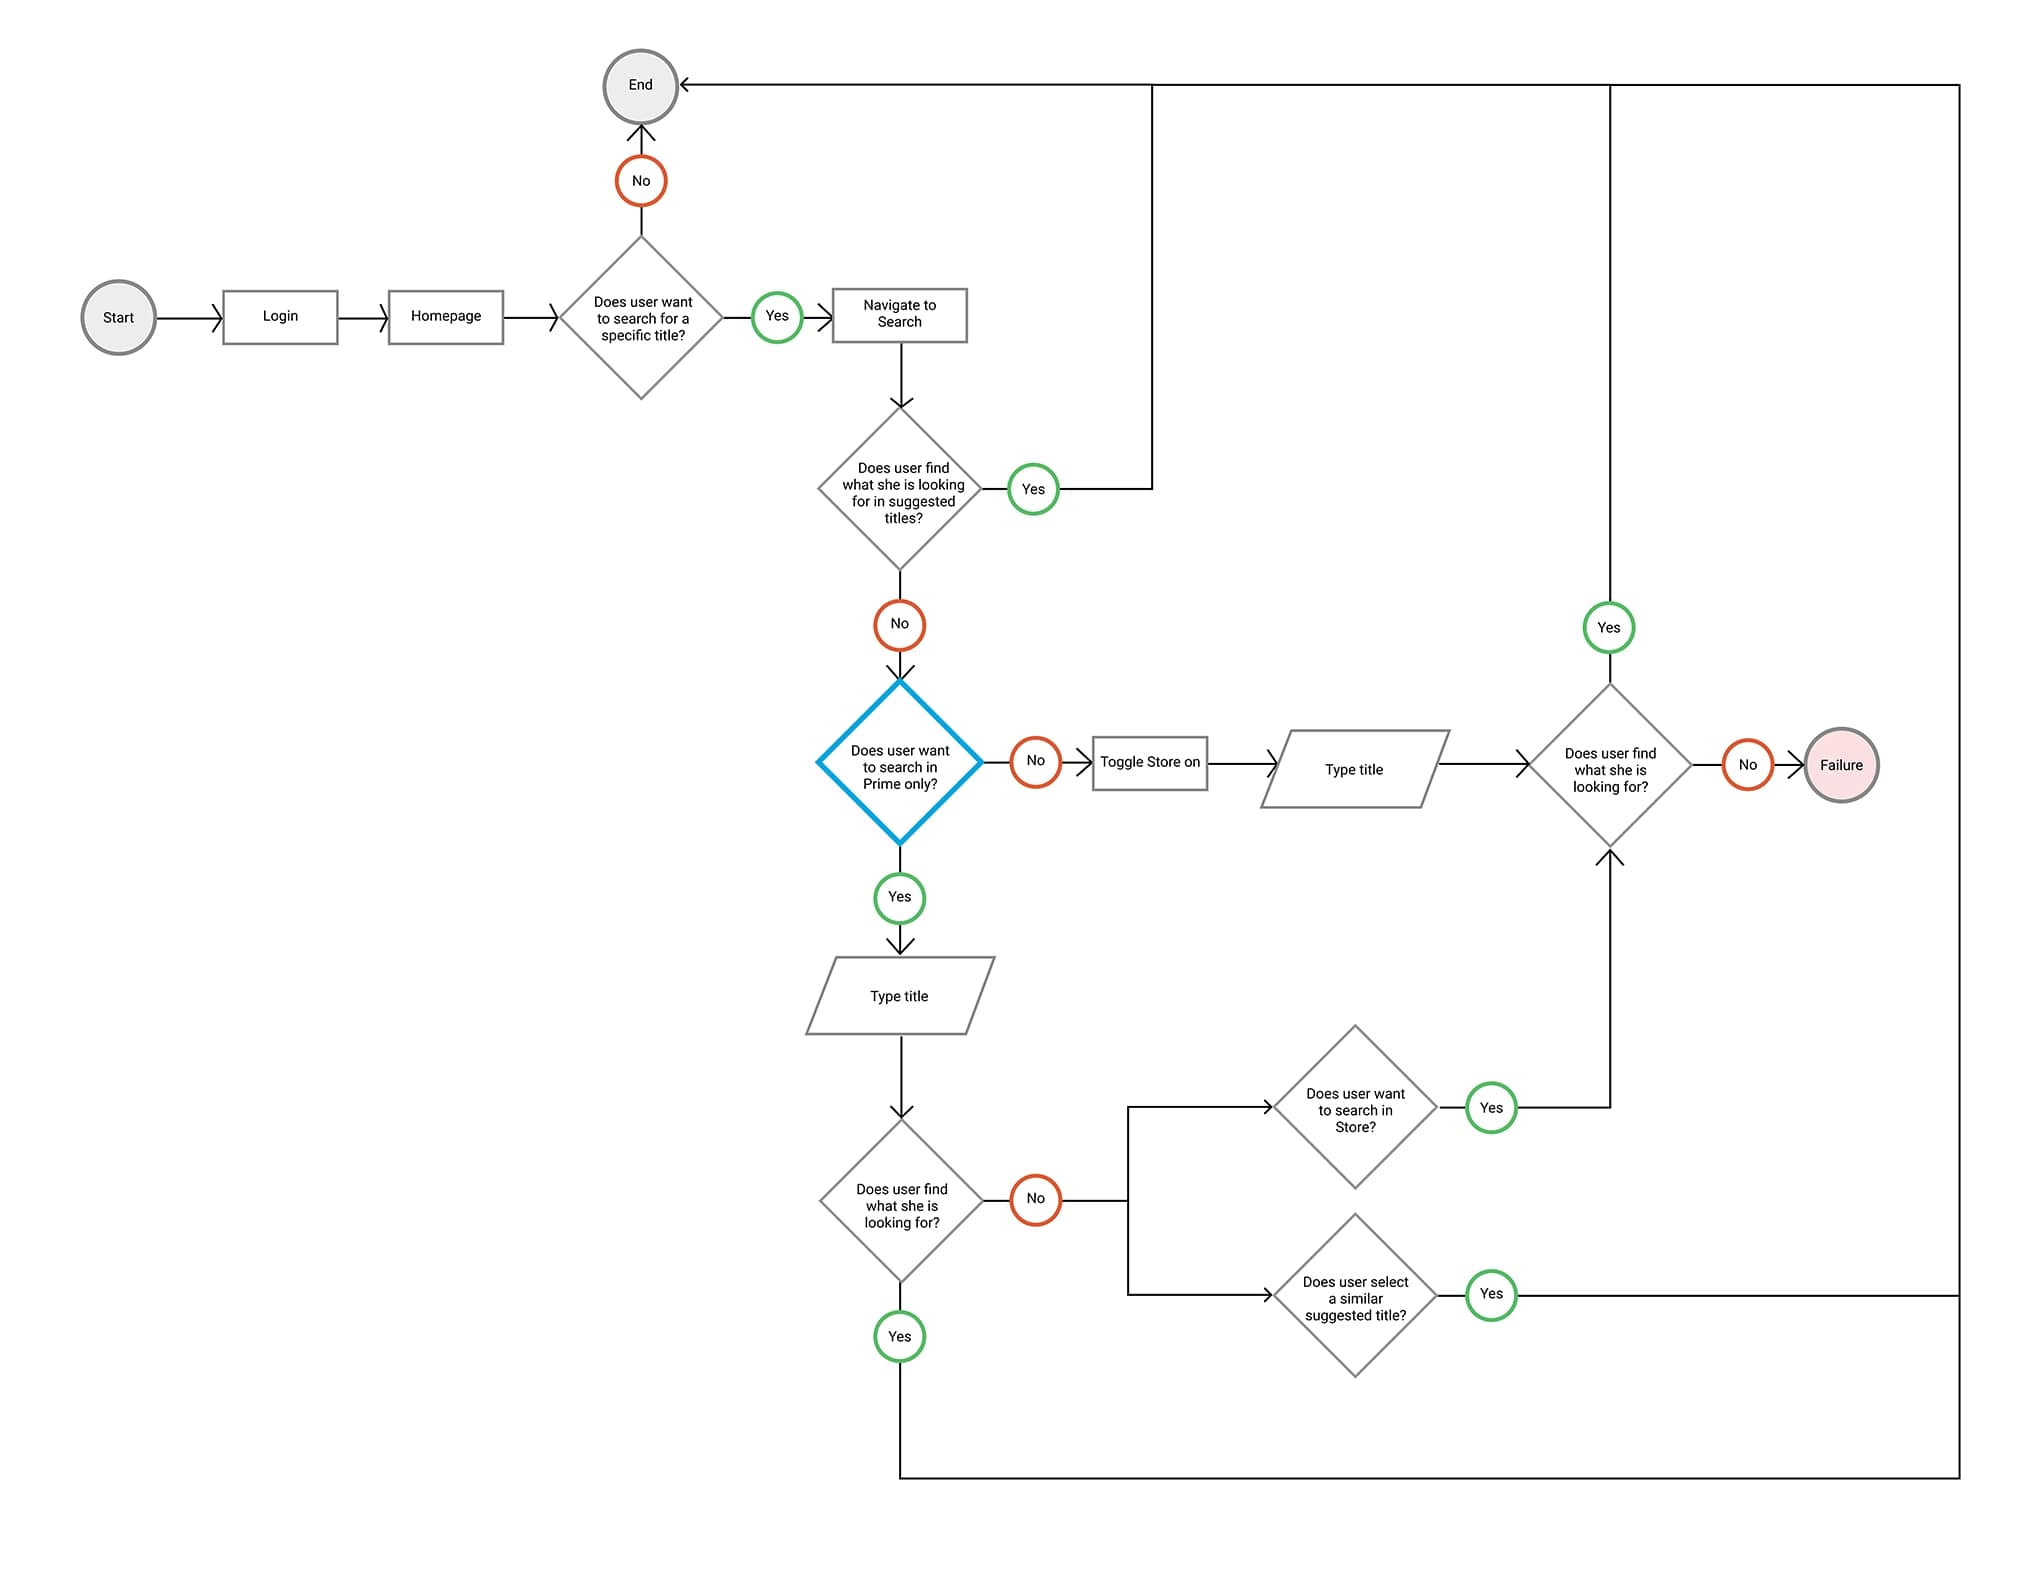 End
No
Start
Login
Homepage
Does user want
to search for a
specific title?
Yes
Navigate to
Search
Does user find
what she is looking
for in suggested
titles?
Yes
No
Yes
Does user want
to search in
Prime only?
No
Toggle Store on
Type title
Does user find
what she is
looking for?
No
Failure
Yes
Type title
Does user want
to search in
Store?
Yes
Does user find
what she is
looking for?
No
Does user select
a similar
suggested title?
Yes
Yes